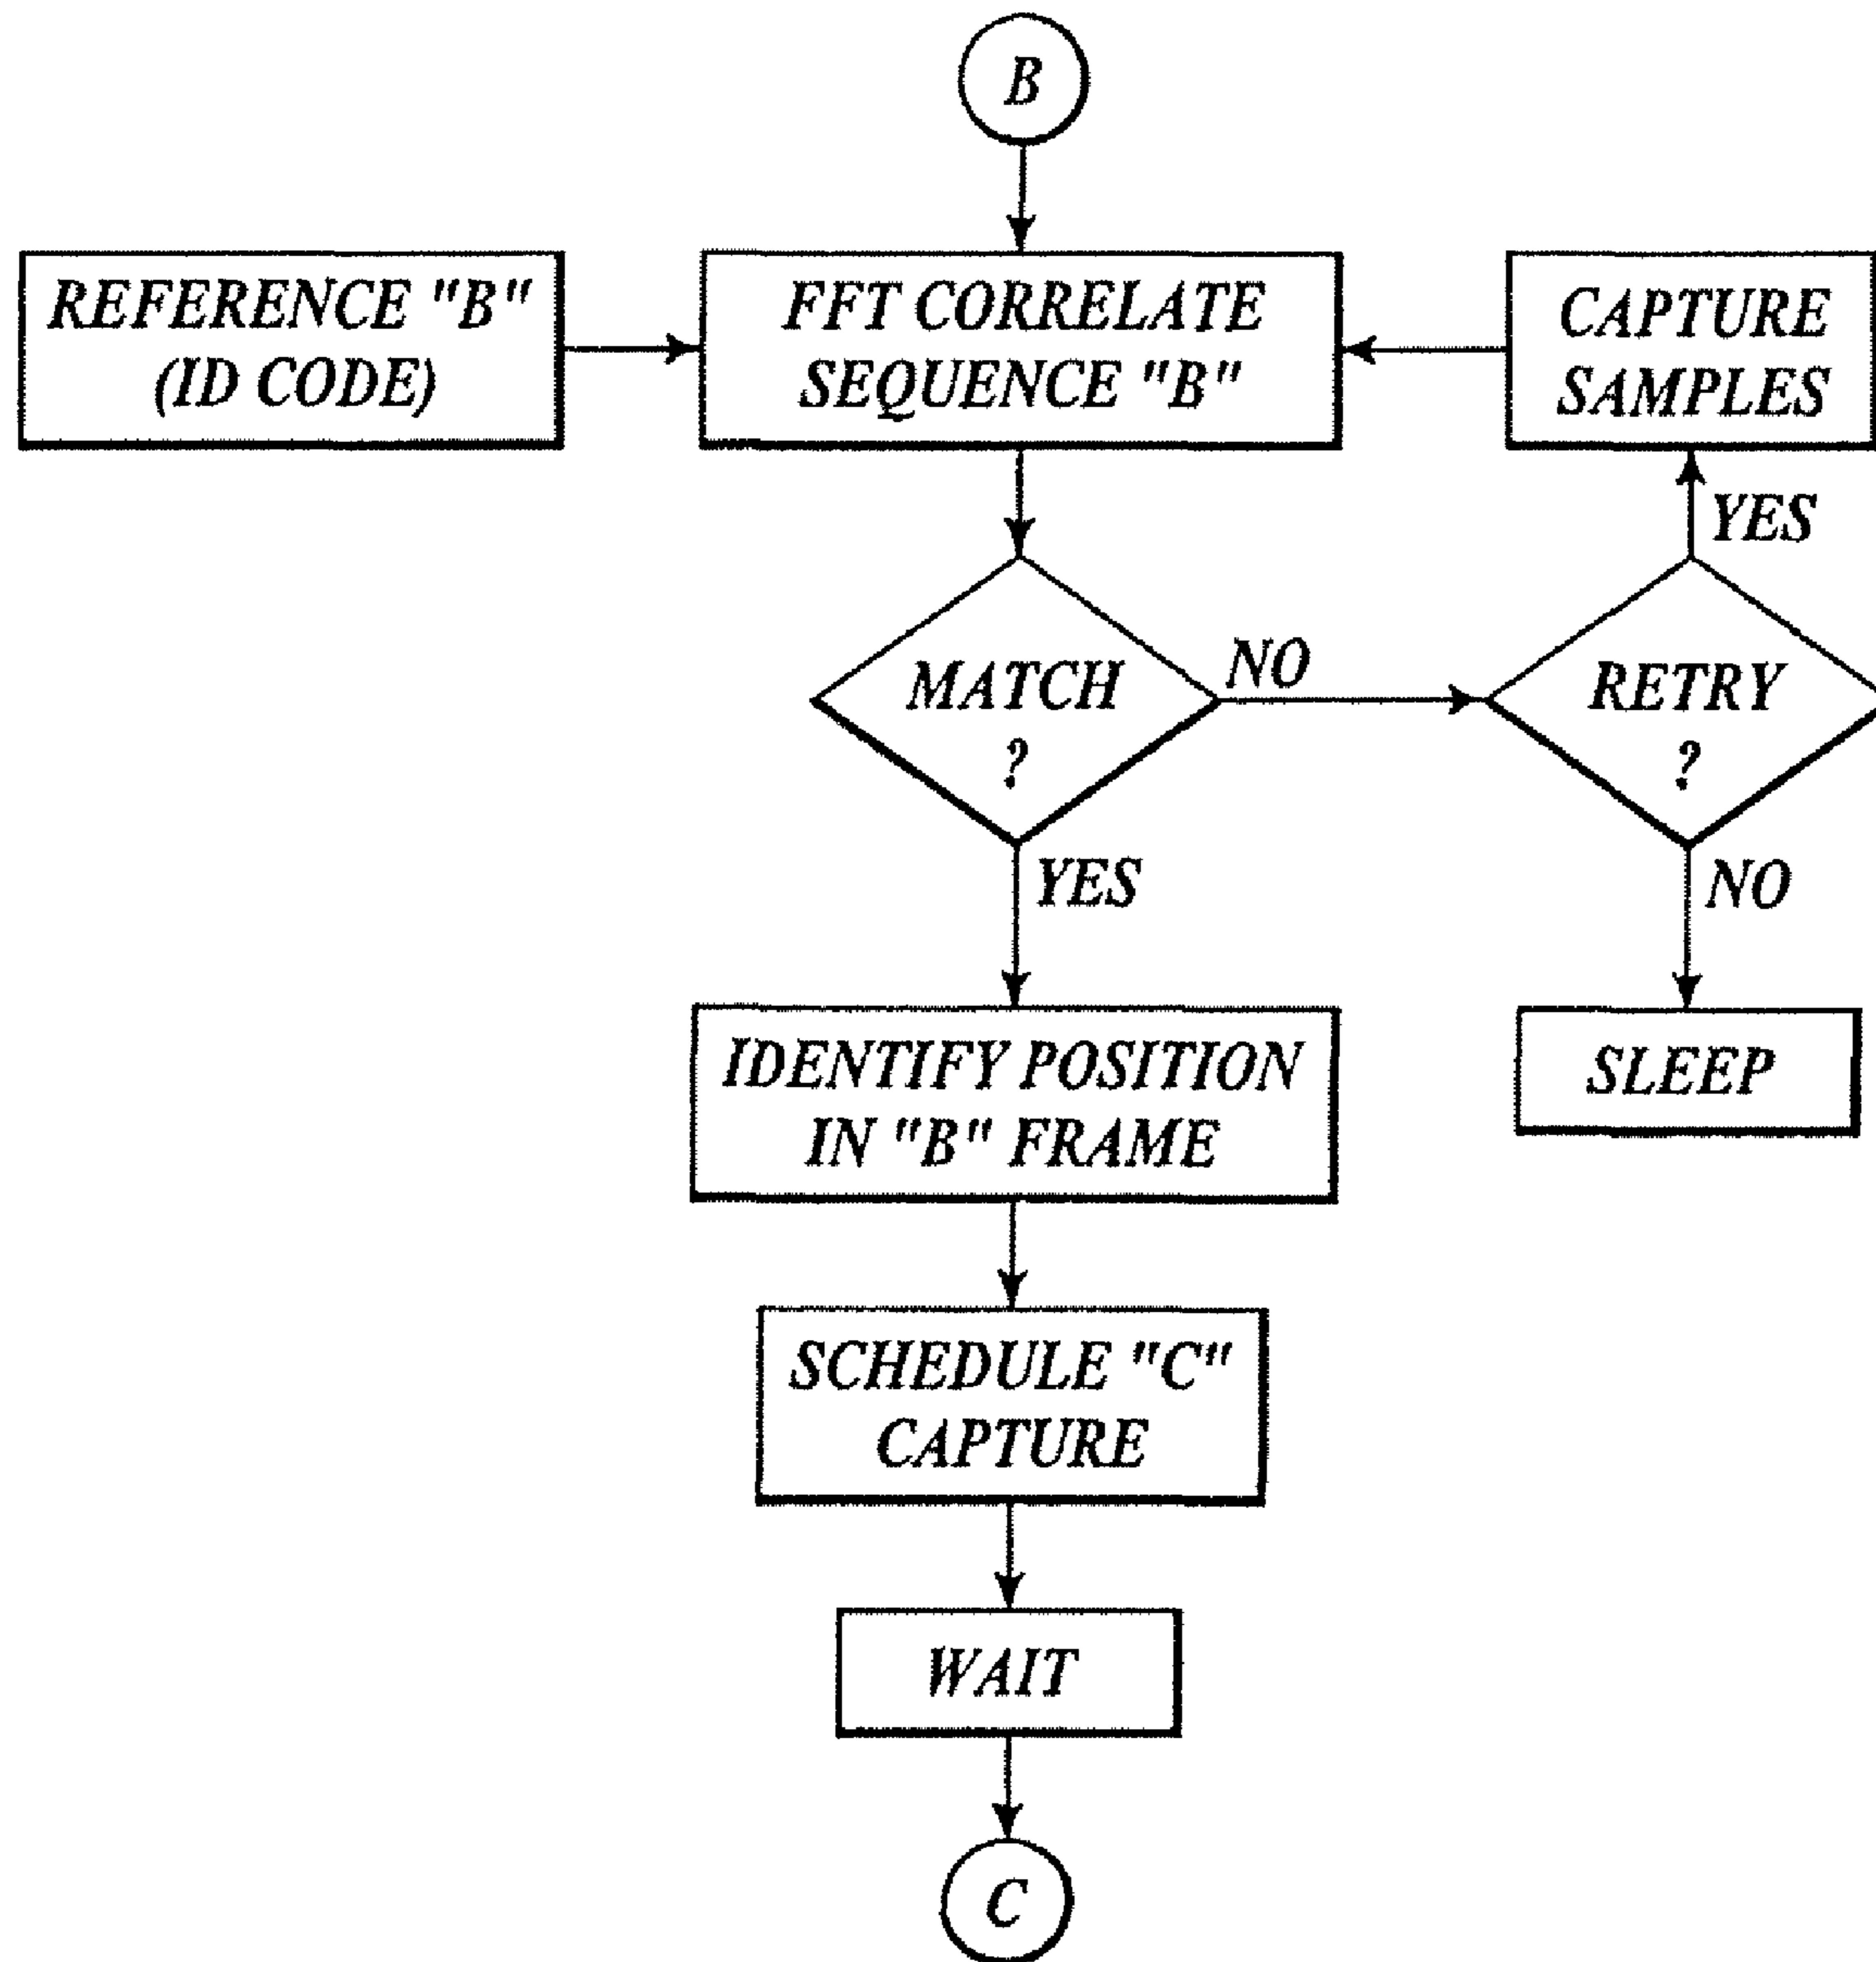 B
REFERENCE "B"
(ID CODE)
FFT CORRELATE
SEQUENCE "B"
CAPTURE
SAMPLES
YES
MATCH
?
NO
RETRY
?
YES
NO
IDENTIFY POSITION
IN "B" FRAME
SLEEP
SCHEDULE "C"
CAPTURE
WAIT
C